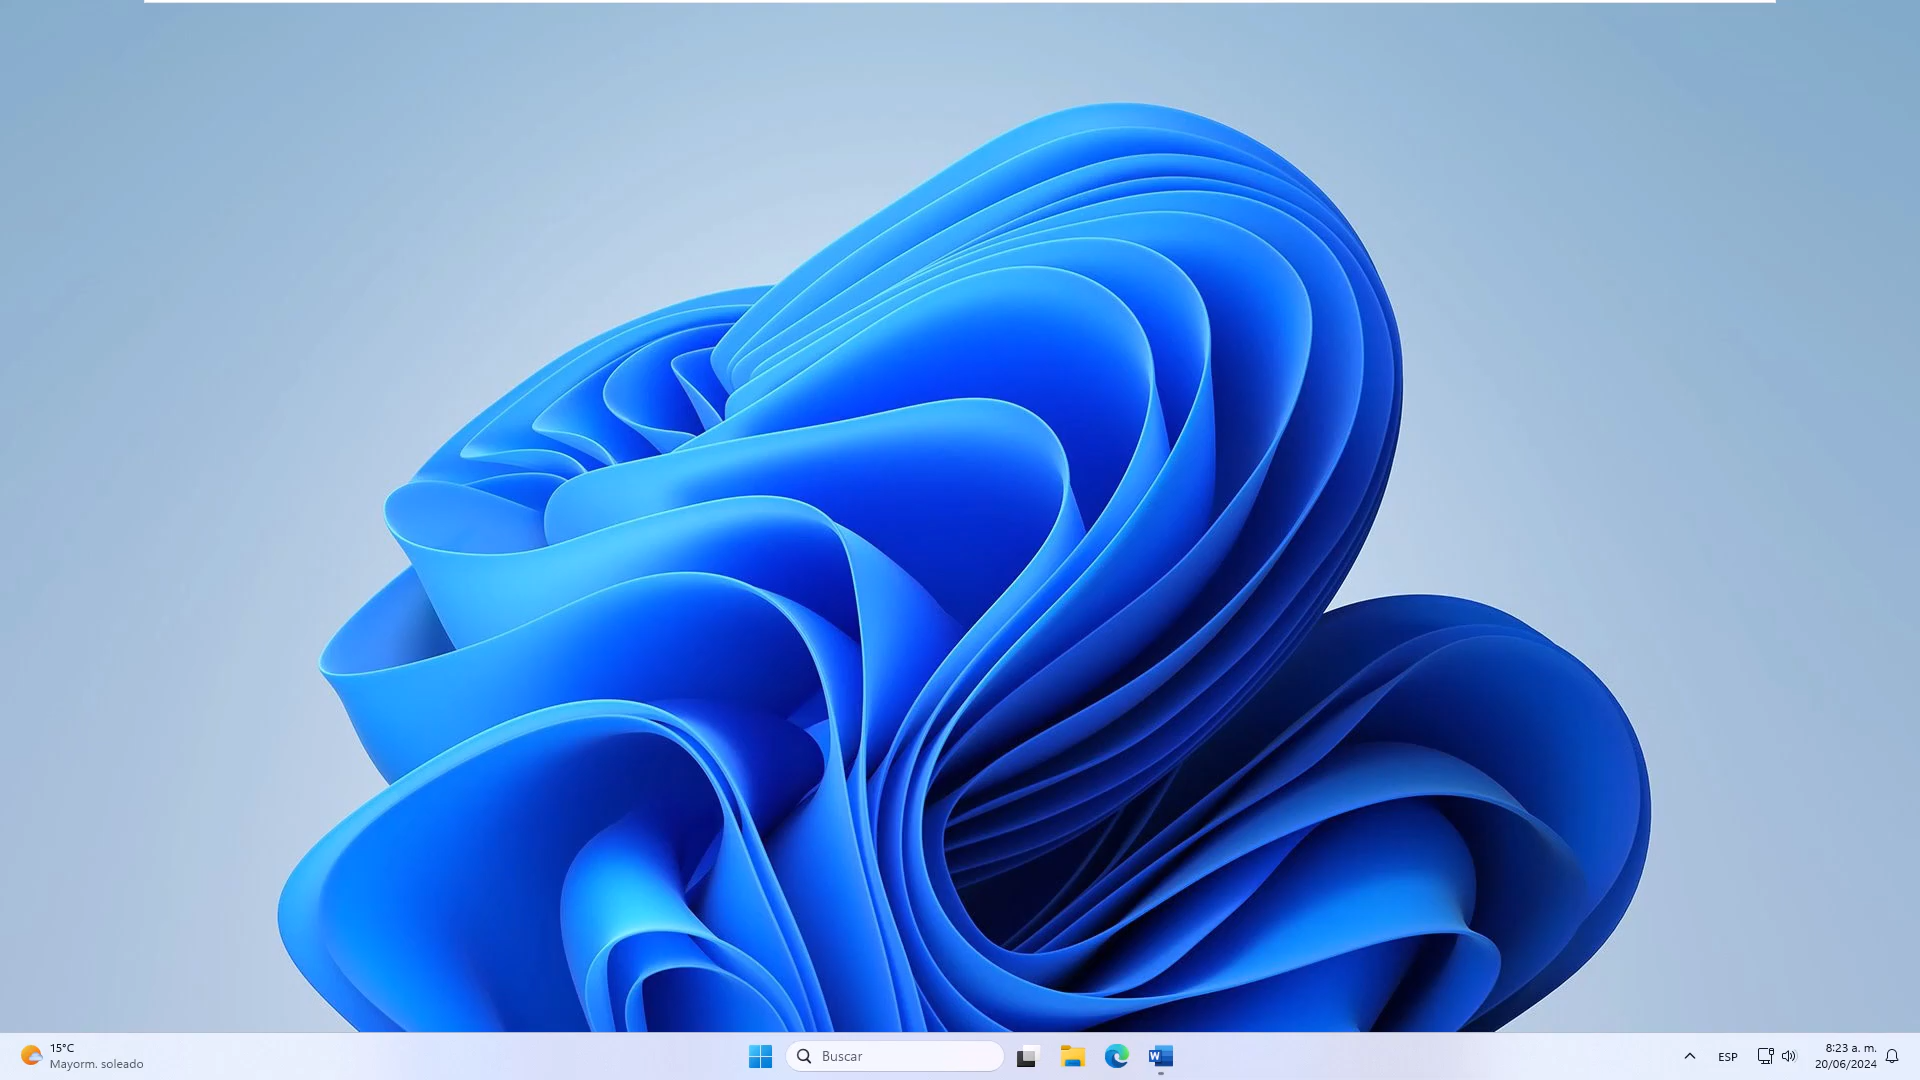 15°C
Mayorm. soleado
Buscar
W
ESP
8:23 a. m.
20/06/2024